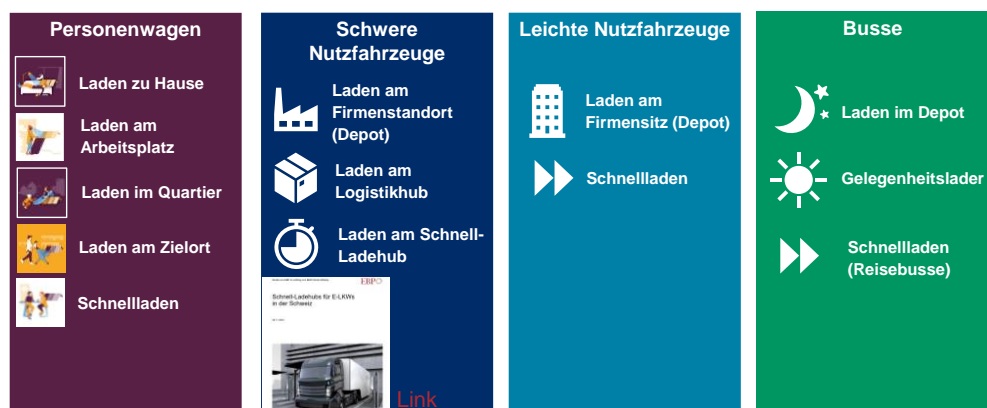 Personenwagen
Laden zu Hause
Laden am
Arbeitsplatz
Laden im Quartier
Laden am Zielort
Schnellladen
Schwere
Nutzfahrzeuge
Laden am
Firmenstandort
(Depot)
Laden am
Logistikhub
Laden am Schnell-
Ladehub
EBP
Schnell-Ladehubs für E-LKWs
in der Schweiz
Link
Leichte Nutzfahrzeuge
Laden am
Firmensitz (Depot)
Schnellladen
Busse
Laden im Depot
Gelegenheitslader
Schnellladen
(Reisebusse)